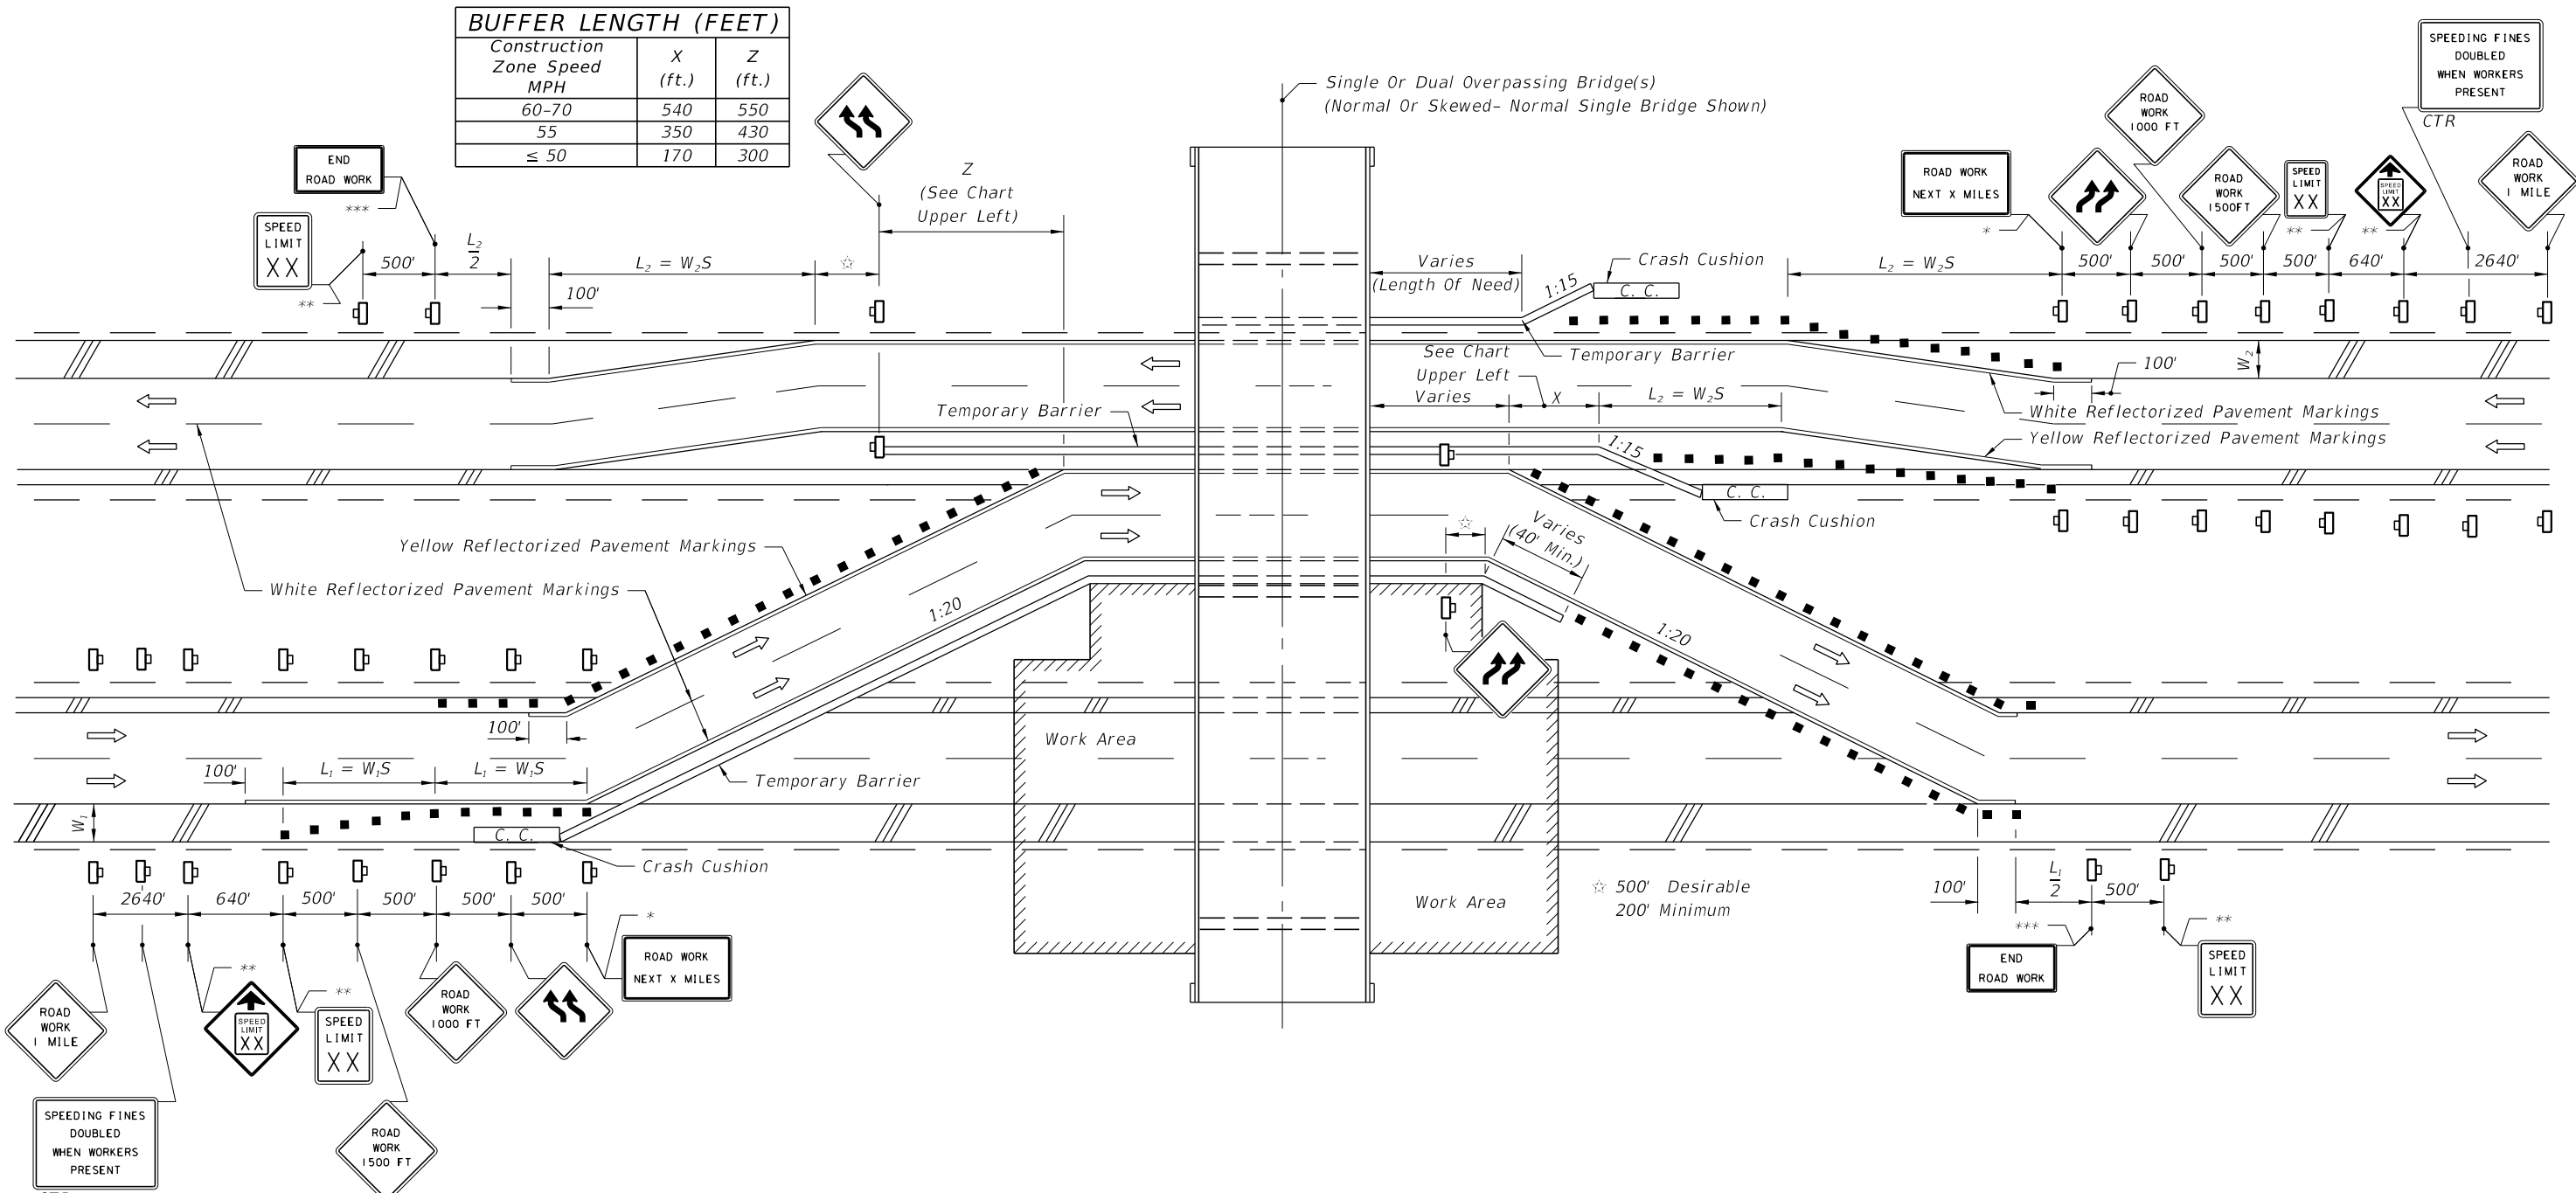 BUFFER LENGTH (FEET)
Construction
Zone Speed
MPH
X
(ft.)
Z
(ft.)
60-70 540 550
55 350 430
≤ 50 170 300
END
ROAD WORK
***
SPEED
LIMIT
XX
**
500'
L₂
2
100'
L₂ = W₂S
☆
Z
(See Chart
Upper Left)
Single Or Dual Overpassing Bridge(s)
(Normal Or Skewed- Normal Single Bridge Shown)
Varies
(Length Of Need)
1:15
Crash Cushion
C. C.
Temporary Barrier
See Chart
Upper Left
Varies
X
L₂ = W₂S
L₂ = W₂S
ROAD WORK
NEXT X MILES
*
ROAD
WORK
1000 FT
ROAD
WORK
1500FT
SPEED
LIMIT
XX
**
SPEED
LIMIT
XX
**
SPEEDING FINES
DOUBLED
WHEN WORKERS
PRESENT
CTR
ROAD
WORK
1 MILE
500'
500'
500'
500'
640'
2640'
W₂
100'
White Reflectorized Pavement Markings
Yellow Reflectorized Pavement Markings
Temporary Barrier
1:15
C. C.
Crash Cushion
☆
Varies
(40' Min.)
Yellow Reflectorized Pavement Markings
White Reflectorized Pavement Markings
1:20
1:20
100'
100'
L₁ = W₁S
L₁ = W₁S
W₁
C. C.
Crash Cushion
Temporary Barrier
Work Area
Work Area
☆ 500' Desirable
200' Minimum
2640'
640'
500'
500'
500'
500'
*
ROAD WORK
NEXT X MILES
ROAD
WORK
1 MILE
**
SPEED
LIMIT
XX
**
SPEED
LIMIT
XX
ROAD
WORK
1000 FT
SPEEDING FINES
DOUBLED
WHEN WORKERS
PRESENT
ROAD
WORK
1500 FT
100'
L₁
2
500'
***
END
ROAD WORK
**
SPEED
LIMIT
XX